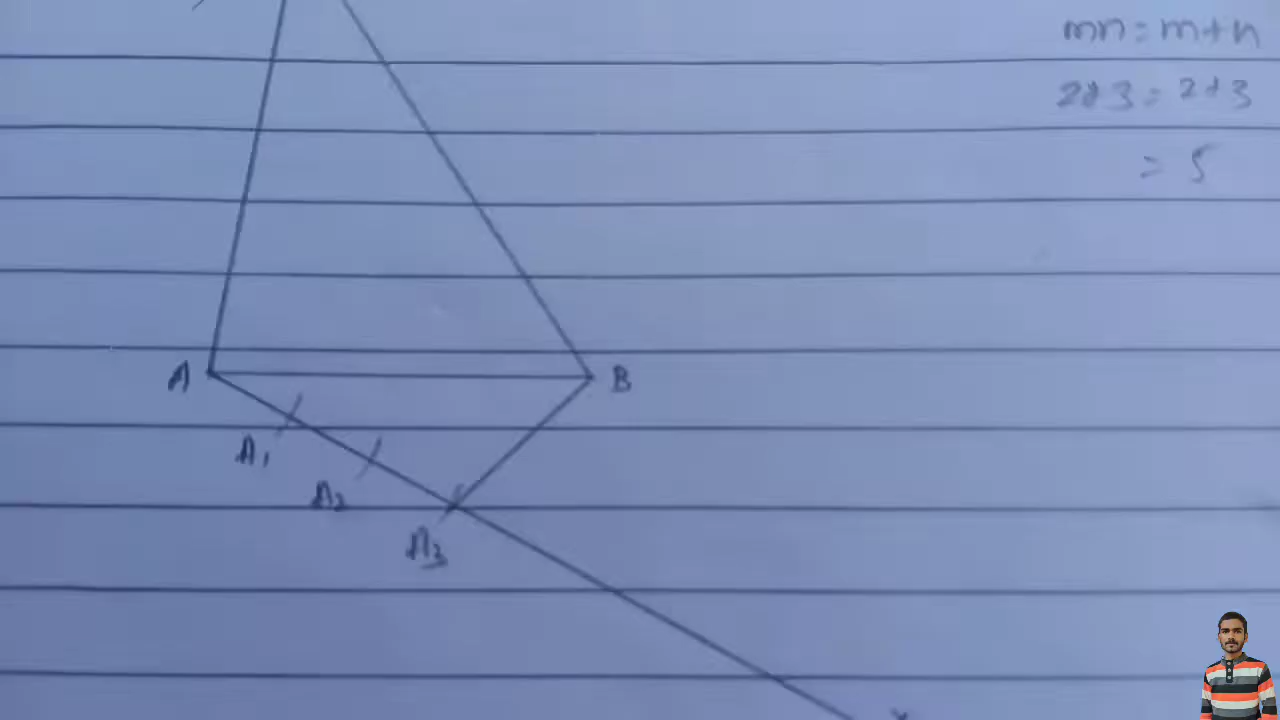 mn = m+n
2 3 = 2+3
= 5
A
B
A1
A2
A3
x